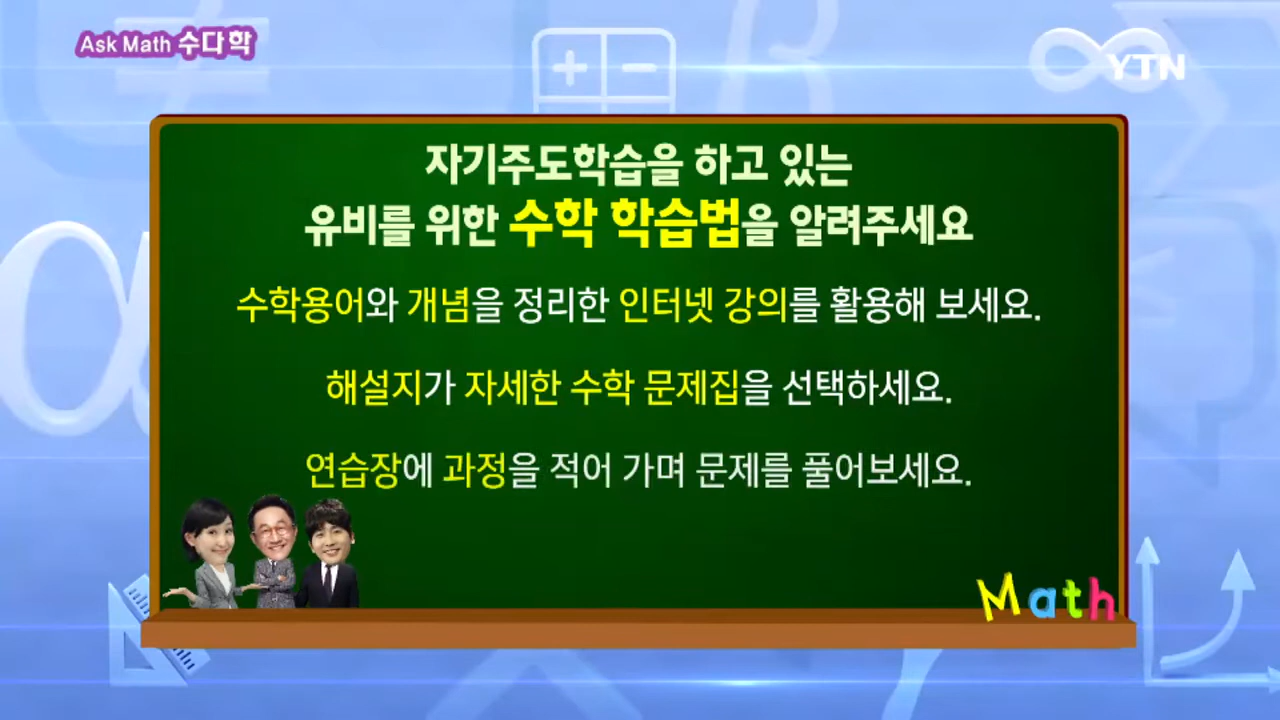 Ask Math 수다학
YTN
자기주도학습을 하고 있는
유비를 위한 수학 학습법을 알려주세요
수학용어와 개념을 정리한 인터넷 강의를 활용해 보세요.
해설지가 자세한 수학 문제집을 선택하세요.
연습장에 과정을 적어 가며 문제를 풀어보세요.
Math